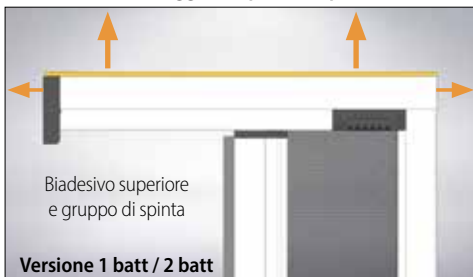 Biadesivo superiore
e gruppo di spinta
Versione 1 batt / 2 batt